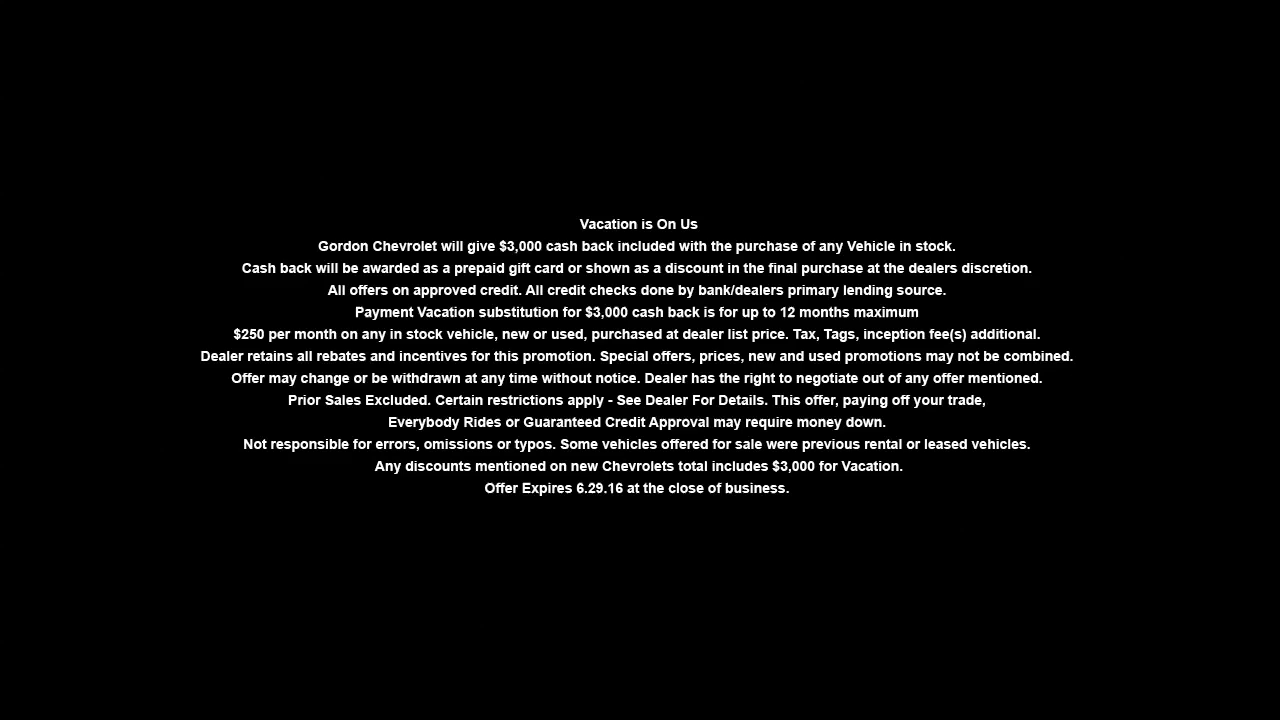 Vacation is On Us
Gordon Chevrolet will give $3,000 cash back included with the purchase of any Vehicle in stock.
Cash back will be awarded as a prepaid gift card or shown as a discount in the final purchase at the dealers discretion.
All offers on approved credit. All credit checks done by bank/dealers primary lending source.
Payment Vacation substitution for $3,000 cash back is for up to 12 months maximum
$250 per month on any in stock vehicle, new or used, purchased at dealer list price. Tax, Tags, inception fee(s) additional.
Dealer retains all rebates and incentives for this promotion. Special offers, prices, new and used promotions may not be combined.
Offer may change or be withdrawn at any time without notice. Dealer has the right to negotiate out of any offer mentioned.
Prior Sales Excluded. Certain restrictions apply - See Dealer For Details. This offer, paying off your trade,
Everybody Rides or Guaranteed Credit Approval may require money down.
Not responsible for errors, omissions or typos. Some vehicles offered for sale were previous rental or leased vehicles.
Any discounts mentioned on new Chevrolets total includes $3,000 for Vacation.
Offer Expires 6.29.16 at the close of business.